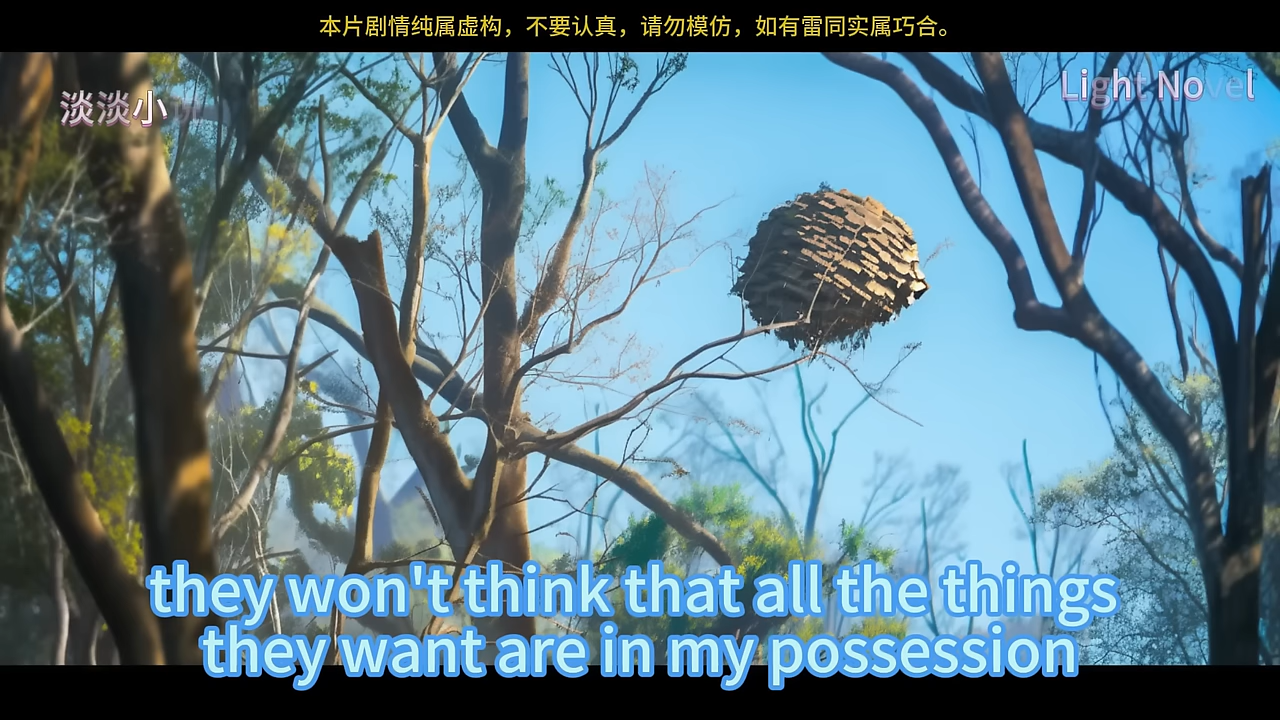 本片剧情纯属虚构，不要认真，请勿模仿，如有雷同实属巧合。
淡淡小
Light Novel
they won't think that all the things
they want are in my possession